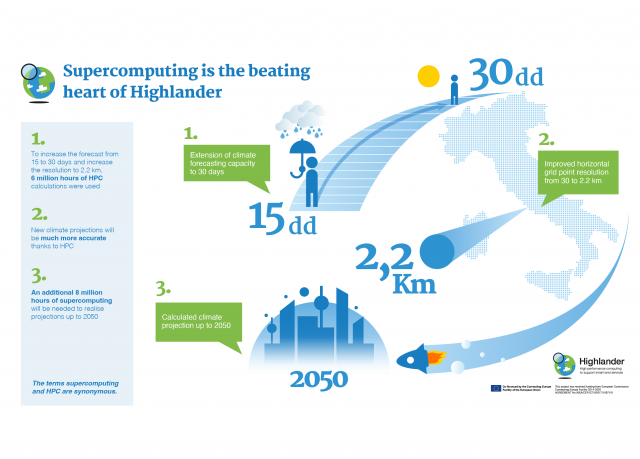 Supercomputing is the beating
heart of Highlander
1.
To increase the forecast from
15 to 30 days and increase
the resolution to 2.2 km,
6 million hours of HPC
calculations were used
2.
New climate projections will
be much more accurate
thanks to HPC
3.
An additional 8 million
hours of supercomputing
will be needed to realise
projections up to 2050
The terms supercomputing
and HPC are synonymous.
1.
Extension of climate
forecasting capacity
to 30 days
15 dd
30 dd
2.
Improved horizontal
grid point resolution
from 30 to 2.2 km
2,2
Km
3.
Calculated climate
projection up to 2050
2050
Highlander
High performance computing
to support smart land services
Co-financed by the Connecting Europe
Facility of the European Union